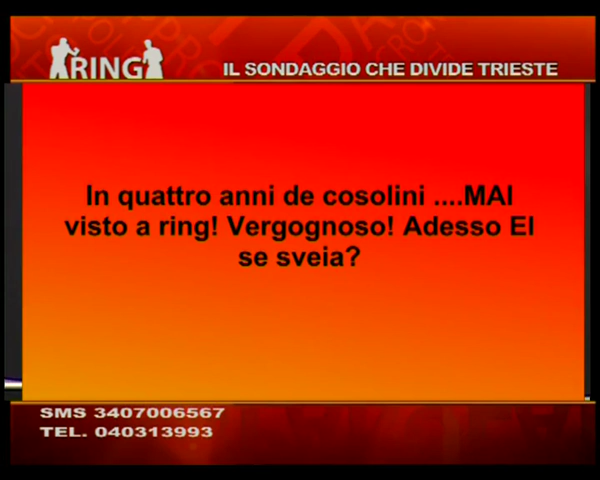 RING
IL SONDAGGIO CHE DIVIDE TRIESTE
In quattro anni de cosolini ....MAI
visto a ring! Vergognoso! Adesso El
se sveia?
SMS 3407006567
TEL. 040313993